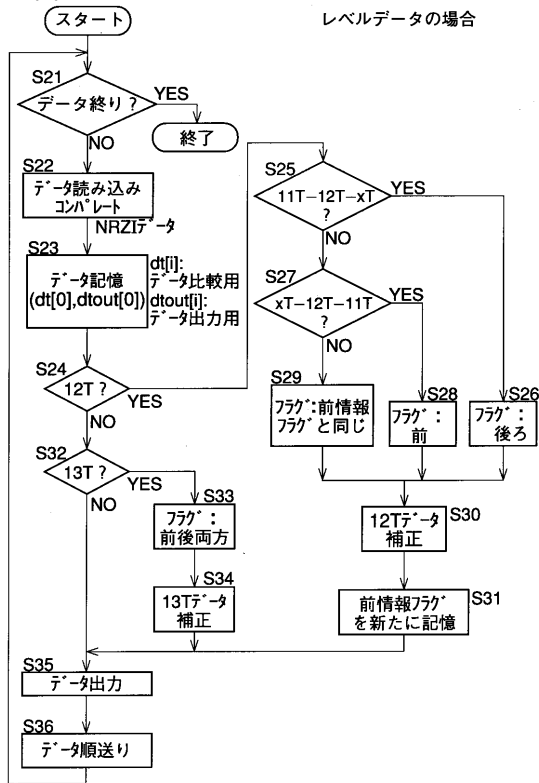 スタート
レベルデータの場合
S21
データ終り？
YES
終了
NO
S22
データ読み込み
コンパレート
NRZIデータ
S23
データ記憶
(dt[0],dtout[0])
dt[i]:
データ比較用
dtout[i]:
データ出力用
S24
12T？
YES
NO
S25
11T−12T−xT
？
YES
NO
S27
xT−12T−11T
？
YES
NO
S29
フラグ:前情報
フラグと同じ
S28
フラグ:
前
S26
フラグ:
後ろ
S30
12Tデータ
補正
S31
前情報フラグ
を新たに記憶
S32
13T？
YES
NO
S33
フラグ:
前後両方
S34
13Tデータ
補正
S35
データ出力
S36
データ順送り